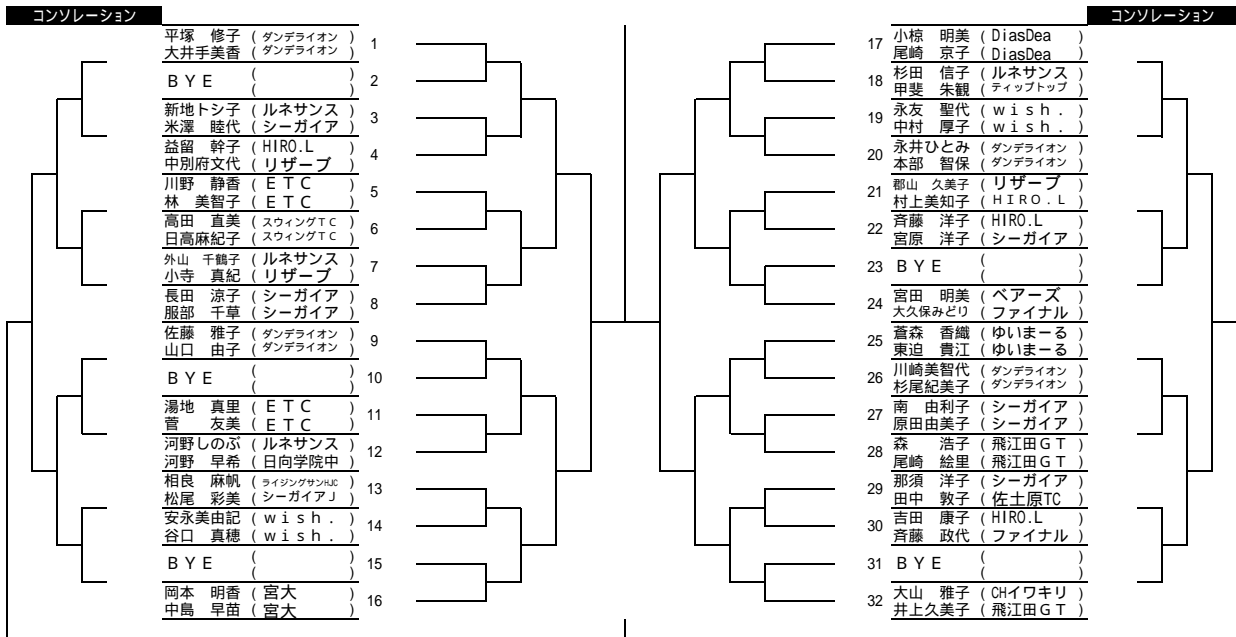 コンソレーション
平塚　修子 ( ダンデライオン ) 1
大井手美香 ( ダンデライオン )
ＢＹＥ ( ) 2
( )
新地トシ子 ( ルネサンス ) 3
米澤　睦代 ( シーガイア )
益留　幹子 ( HIRO.L ) 4
中別府文代 ( リザーブ )
川野　静香 ( ＥＴＣ ) 5
林　美智子 ( ＥＴＣ )
高田　直美 ( スウィングＴＣ ) 6
日高麻紀子 ( スウィングＴＣ )
外山　千鶴子 ( ルネサンス ) 7
小寺　真紀 ( リザーブ )
長田　涼子 ( シーガイア ) 8
服部　千草 ( シーガイア )
佐藤　雅子 ( ダンデライオン ) 9
山口　由子 ( ダンデライオン )
ＢＹＥ ( ) 10
( )
湯地　真里 ( ＥＴＣ ) 11
菅　　友美 ( ＥＴＣ )
河野しのぶ ( ルネサンス ) 12
河野　早希 ( 日向学院中 )
相良　麻帆 ( ライジングサンHJC ) 13
松尾　彩美 ( シーガイアＪ )
安永美由記 ( ｗｉｓｈ． ) 14
谷口　真穂 ( ｗｉｓｈ． )
ＢＹＥ ( ) 15
( )
岡本　明香 ( 宮大 ) 16
中島　早苗 ( 宮大 )
コンソレーション
17 小椋　明美 ( DiasDea )
尾崎　京子 ( DiasDea )
18 杉田　信子 ( ルネサンス )
甲斐　朱観 ( ティップトップ )
19 永友　聖代 ( ｗｉｓｈ． )
中村　厚子 ( ｗｉｓｈ． )
20 永井ひとみ ( ダンデライオン )
本部　智保 ( ダンデライオン )
21 郡山　久美子 ( リザーブ )
村上美知子 ( ＨＩＲＯ．Ｌ )
22 斉藤　洋子 ( HIRO.L )
宮原　洋子 ( シーガイア )
23 ＢＹＥ ( )
( )
24 宮田　明美 ( ベアーズ )
大久保みどり ( ファイナル )
25 蒼森　香織 ( ゆいまーる )
東迫　貴江 ( ゆいまーる )
26 川崎美智代 ( ダンデライオン )
杉尾紀美子 ( ダンデライオン )
27 南　由利子 ( シーガイア )
原田由美子 ( シーガイア )
28 森　　浩子 ( 飛江田ＧＴ )
尾崎　絵里 ( 飛江田ＧＴ )
29 那須　洋子 ( シーガイア )
田中　敦子 ( 佐土原TC )
30 吉田　康子 ( HIRO.L )
斉藤　政代 ( ファイナル )
31 ＢＹＥ ( )
( )
32 大山　雅子 ( CHイワキリ )
井上久美子 ( 飛江田ＧＴ )